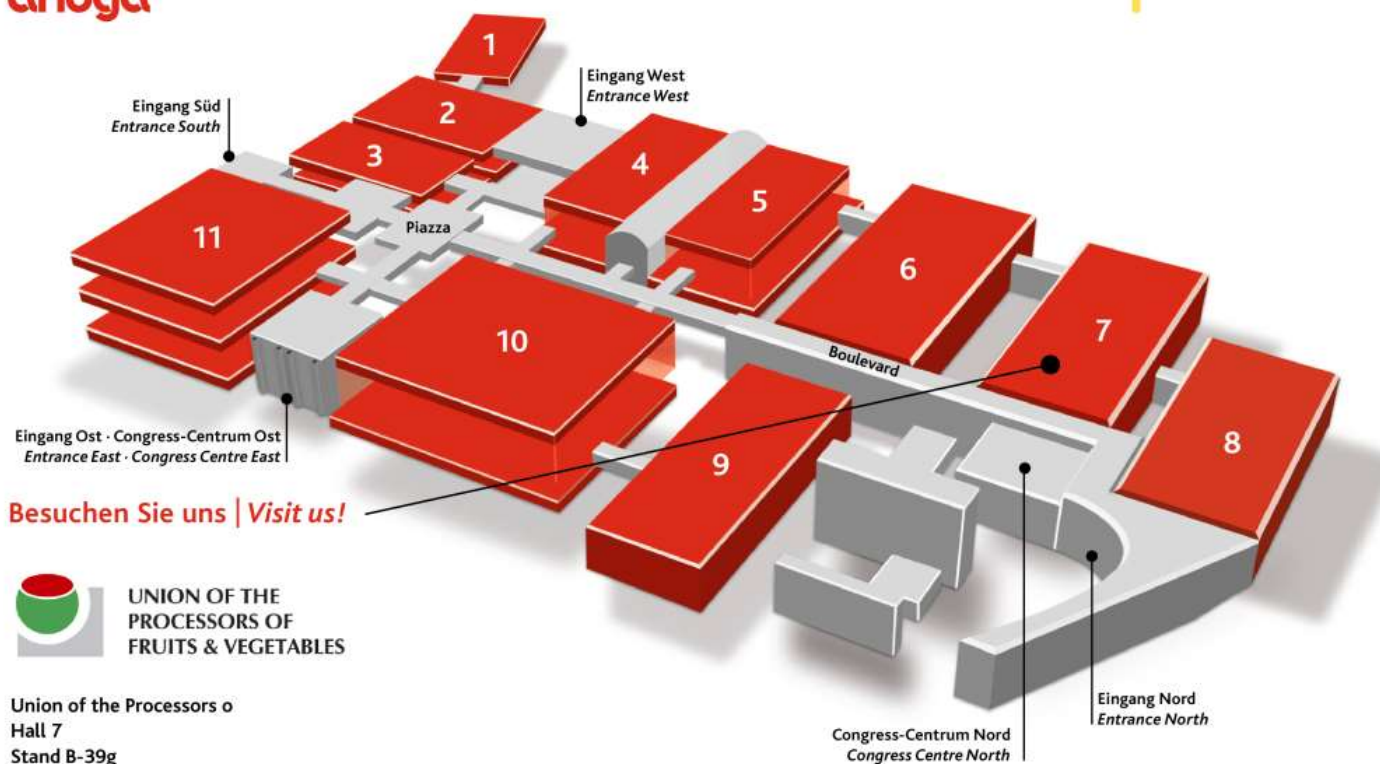 anuga
1
Eingang West
Entrance West
Eingang Süd
Entrance South
2
3
4
5
11
Piazza
6
7
10
Boulevard
8
9
Eingang Ost · Congress-Centrum Ost
Entrance East · Congress Centre East
Besuchen Sie uns | Visit us!
UNION OF THE
PROCESSORS OF
FRUITS & VEGETABLES
Union of the Processors o
Hall 7
Stand B-39g
Eingang Nord
Entrance North
Congress-Centrum Nord
Congress Centre North